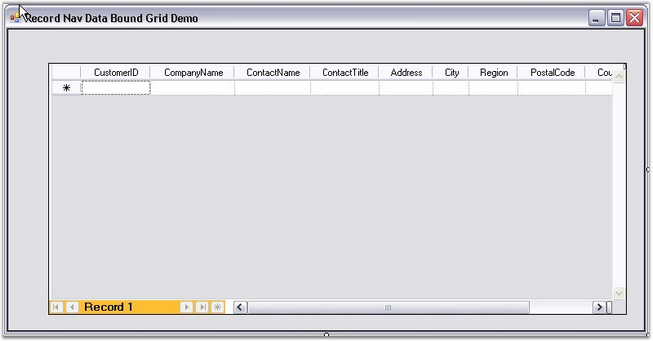 Record Nav Data Bound Grid Demo
CustomerID CompanyName ContactName ContactTitle Address City Region PostalCode Cou
Record 1